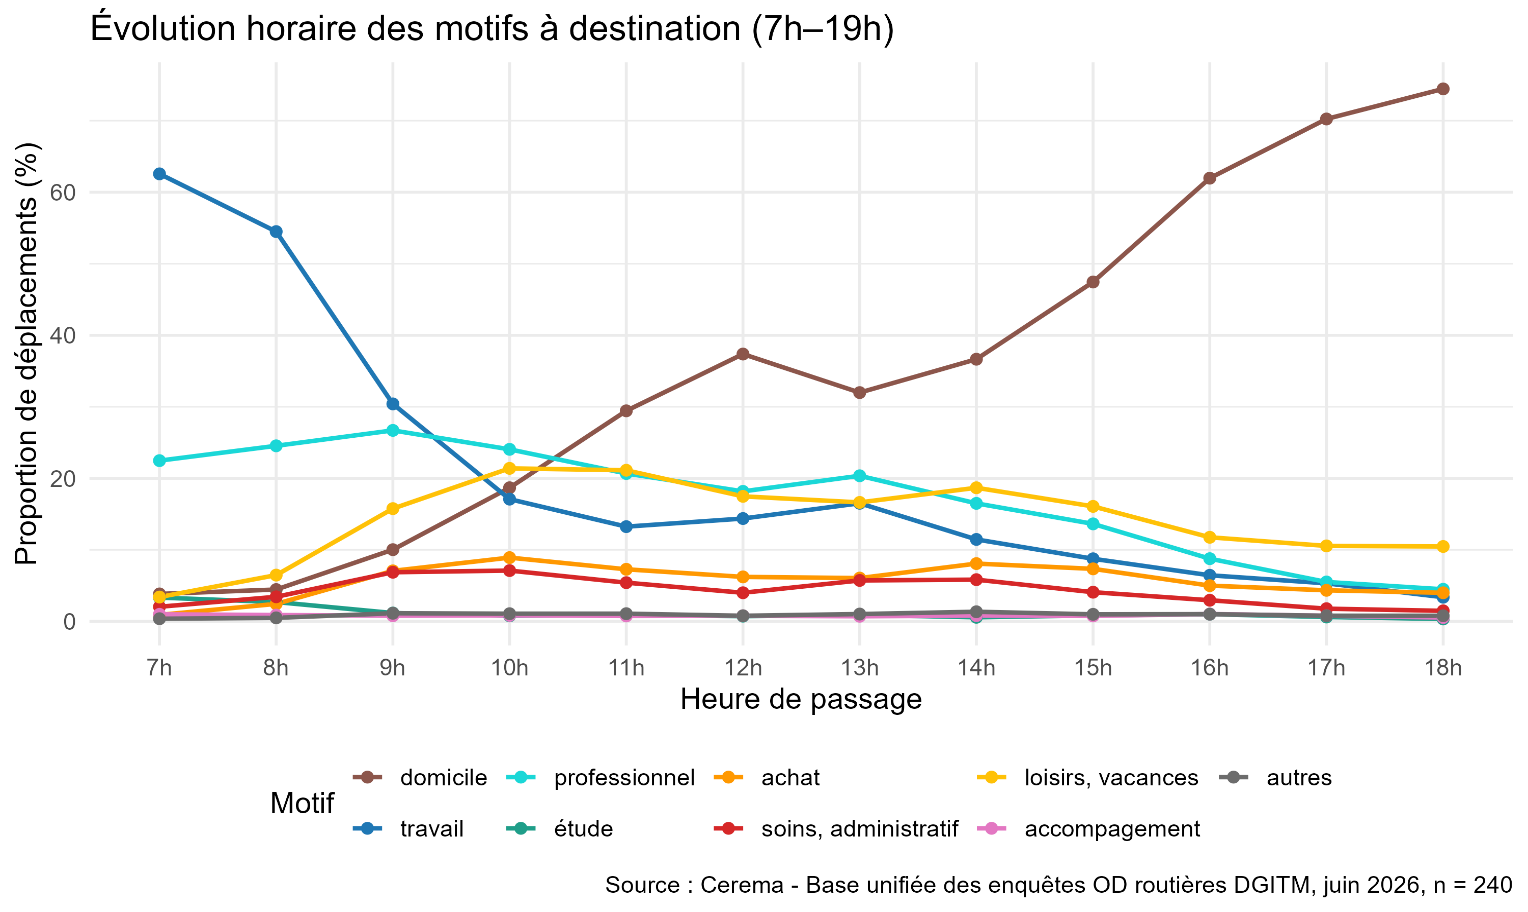 Évolution horaire des motifs à destination (7h–19h)
Proportion de déplacements (%)
60
40
20
0
7h 8h 9h 10h 11h 12h 13h 14h 15h 16h 17h 18h
Heure de passage
Motif
domicile professionnel achat loisirs, vacances autres
travail étude soins, administratif accompagement
Source : Cerema - Base unifiée des enquêtes OD routières DGITM, juin 2026, n = 240